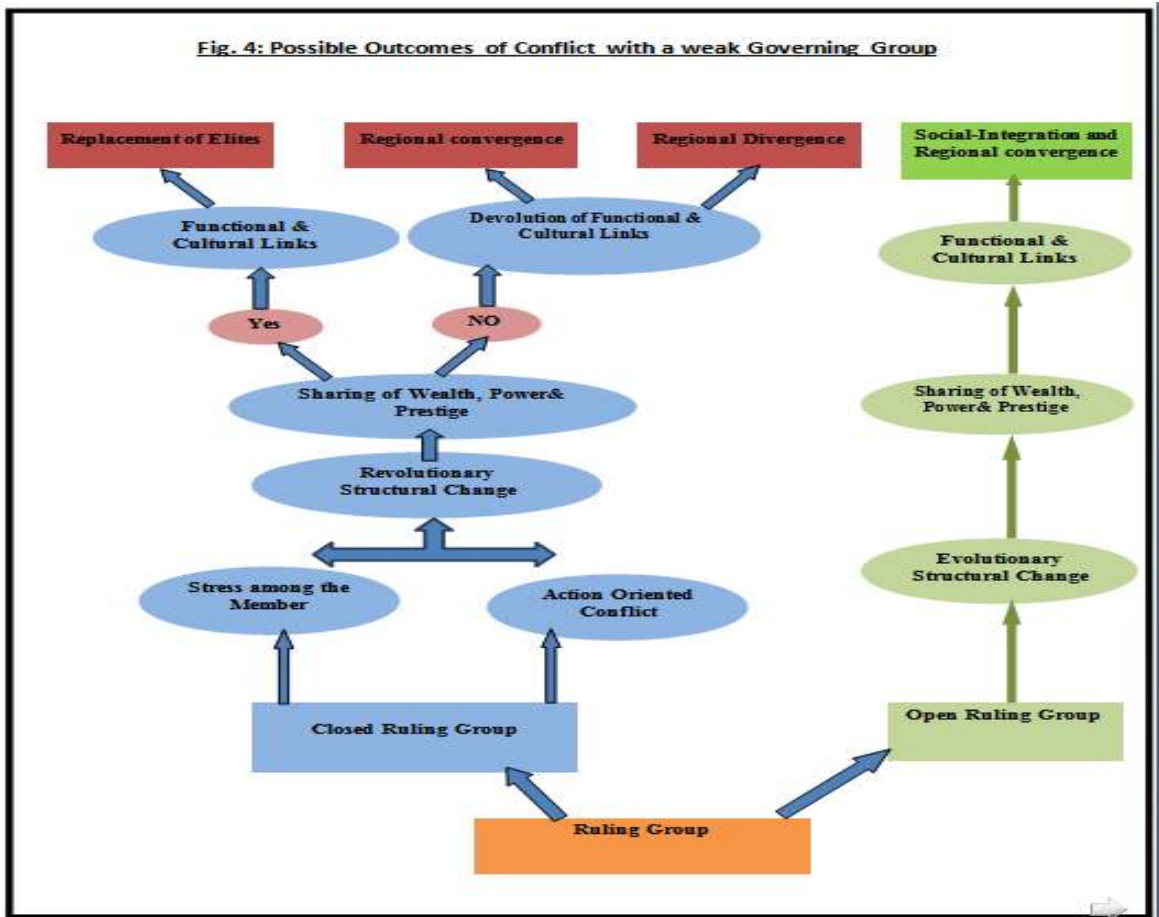 Fig. 4: Possible Outcomes of Conflict with a weak Governing Group
Replacement of Elites
Regional convergence
Regional Divergence
Social-Integration and
Regional convergence
Functional &
Cultural Links
Devolution of Functional &
Cultural Links
Functional &
Cultural Links
Yes
NO
Sharing of Wealth, Power&
Prestige
Sharing of Wealth,
Power& Prestige
Revolutionary
Structural Change
Evolutionary
Structural Change
Stress among the
Member
Action Oriented
Conflict
Closed Ruling Group
Open Ruling Group
Ruling Group